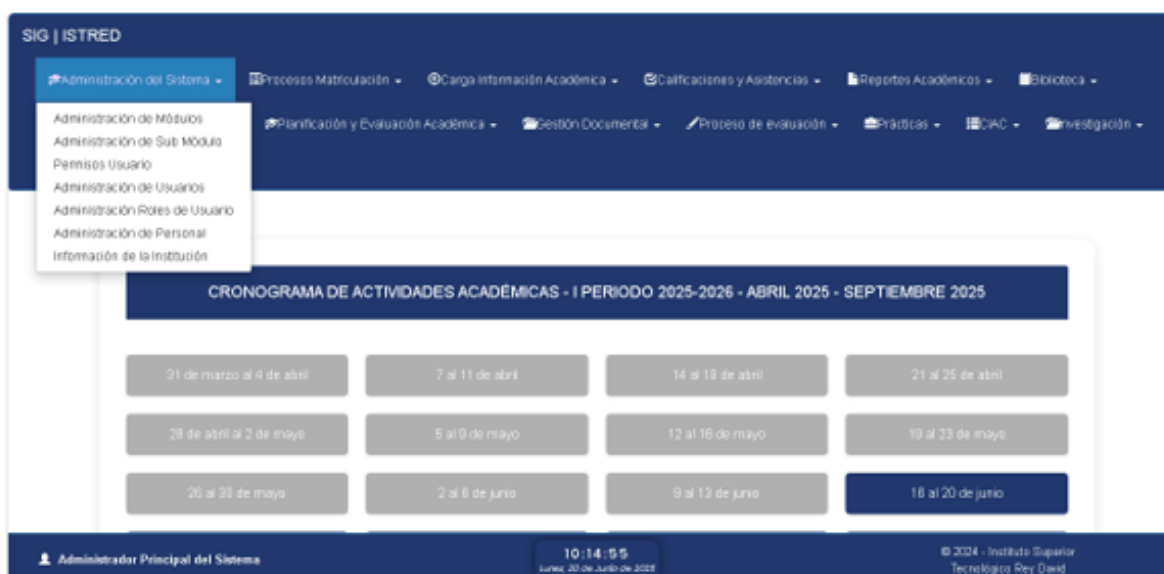 SIG | ISTRED
Administración del Sistema
Procesos Matriculación
Carga Información Académica
Calificaciones y Asistencias
Reportes Académicos
Biblioteca
Planificación y Evaluación Académica
Gestión Documental
Proceso de evaluación
Prácticas
CIAC
Investigación
Administración de Módulos
Administración de Sub Módulo
Permisos Usuario
Administración de Usuarios
Administración Roles de Usuario
Administración de Personal
Información de la Institución
CRONOGRAMA DE ACTIVIDADES ACADÉMICAS - I PERIODO 2025-2026 - ABRIL 2025 - SEPTIEMBRE 2025
31 de marzo al 4 de abril
7 al 11 de abril
14 al 18 de abril
21 al 25 de abril
28 de abril al 2 de mayo
5 al 9 de mayo
12 al 16 de mayo
19 al 23 de mayo
26 al 30 de mayo
2 al 6 de junio
9 al 13 de junio
16 al 20 de junio
Administrador Principal del Sistema
10:14:55
Lunes, de Junio de 2025
© 2024 - Instituto Superior
Tecnológico Rey David